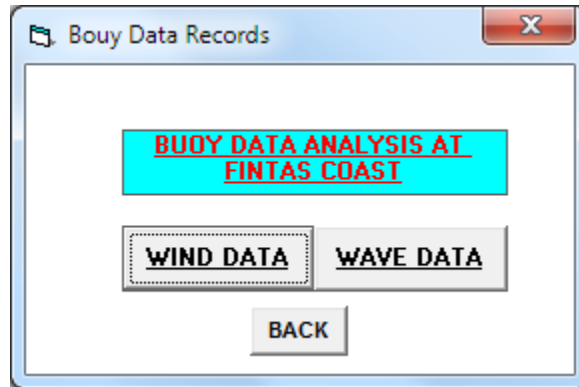 Bouy Data Records
BUOY DATA ANALYSIS AT
FINTAS COAST
WIND DATA WAVE DATA
BACK